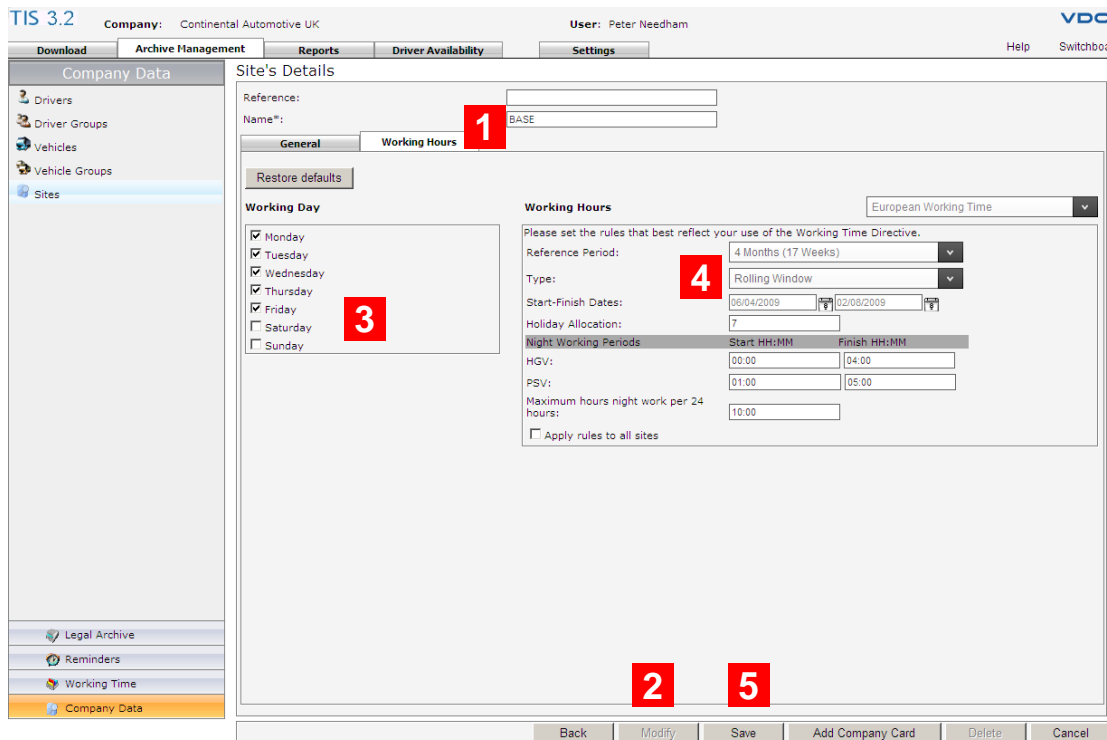 TIS 3.2 Company: Continental Automotive UK User: Peter Needham VDO
Download Archive Management Reports Driver Availability Settings Help Switchboa
Company Data
Drivers
Driver Groups
Vehicles
Vehicle Groups
Sites
Site's Details
Reference:
Name*: BASE
1
General Working Hours
Restore defaults
Working Day
Monday
Tuesday
Wednesday
Thursday
Friday
Saturday
Sunday
3
Working Hours European Working Time
Please set the rules that best reflect your use of the Working Time Directive.
Reference Period: 4 Months (17 Weeks)
4
Type: Rolling Window
Start-Finish Dates: 06/04/2009 02/08/2009
Holiday Allocation: 7
Night Working Periods Start HH:MM Finish HH:MM
HGV: 00:00 04:00
PSV: 01:00 05:00
Maximum hours night work per 24
hours: 10:00
Apply rules to all sites
Legal Archive
Reminders
Working Time
Company Data
2 5
Back Modify Save Add Company Card Delete Cancel